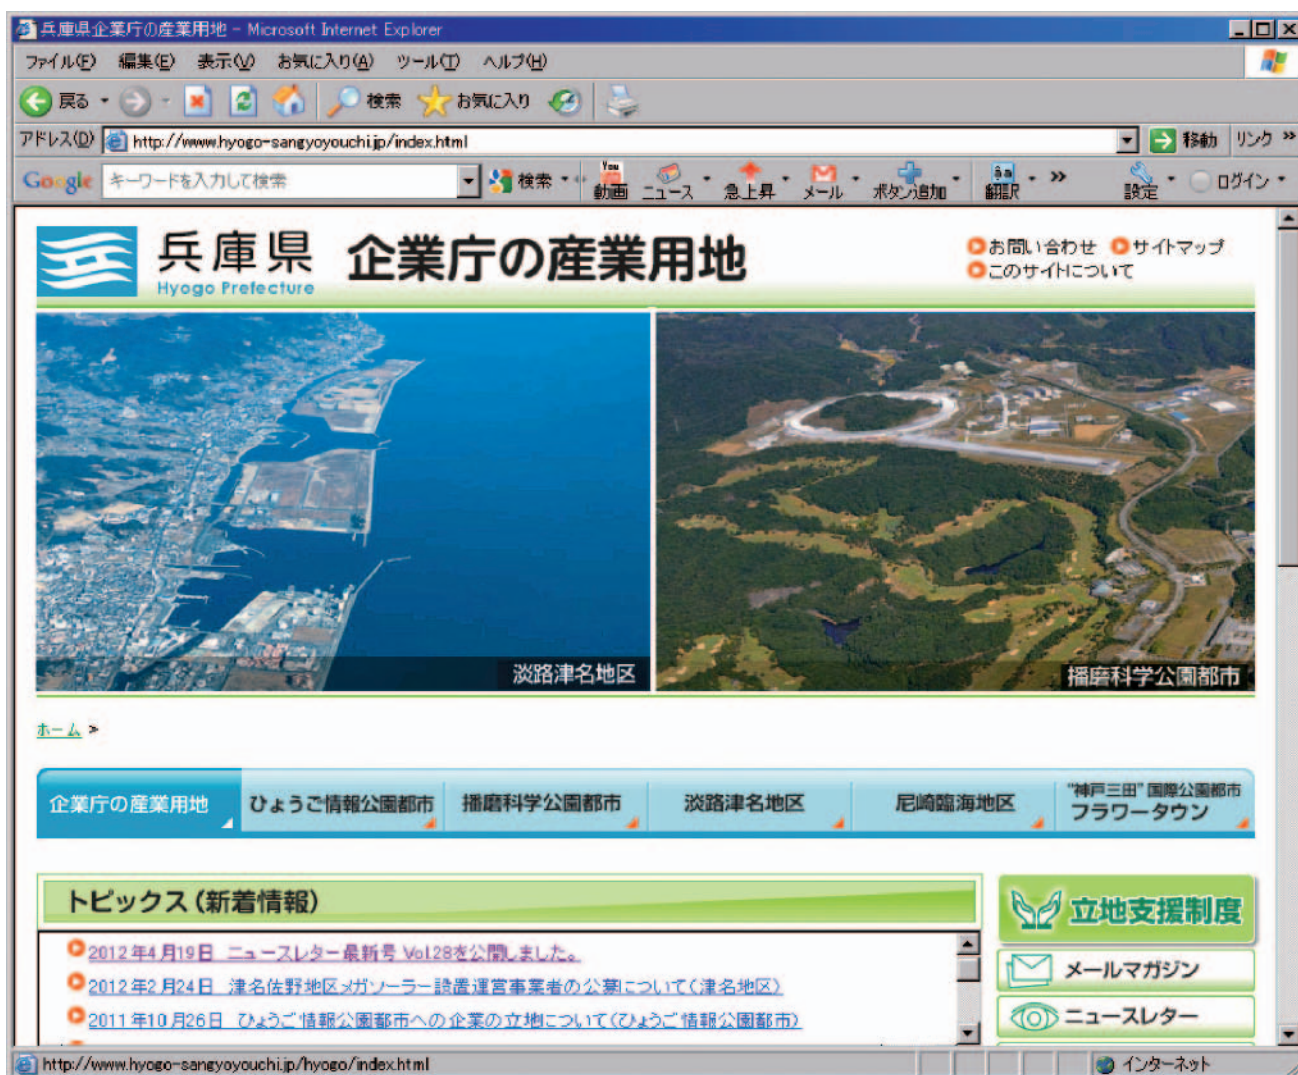 兵庫県企業庁の産業用地 - Microsoft Internet Explorer
ファイル(F) 編集(E) 表示(V) お気に入り(A) ツール(T) ヘルプ(H)
戻る 検索 お気に入り
アドレス(D) http://www.hyogo-sangyoyouchi.jp/index.html 移動 リンク »
Google キーワードを入力して検索 検索 You 動画 ニュース 急上昇 メール ボタン追加 翻訳 » 設定 ログイン
兵庫県 企業庁の産業用地
Hyogo Prefecture
お問い合わせ サイトマップ
このサイトについて
淡路津名地区 播磨科学公園都市
ホーム >
企業庁の産業用地 ひょうご情報公園都市 播磨科学公園都市 淡路津名地区 尼崎臨海地区 "神戸三田" 国際公園都市
フラワータウン
トピックス (新着情報) 立地支援制度
2012年4月19日 ニュースレター最新号 Vol.28を公開しました。
メールマガジン
2012年2月24日 津名佐野地区メガソーラー設置運営事業者の公募について(津名地区)
2011年10月26日 ひょうご情報公園都市への企業の立地について(ひょうご情報公園都市)
ニュースレター
http://www.hyogo-sangyoyouchi.jp/hyogo/index.html インターネット